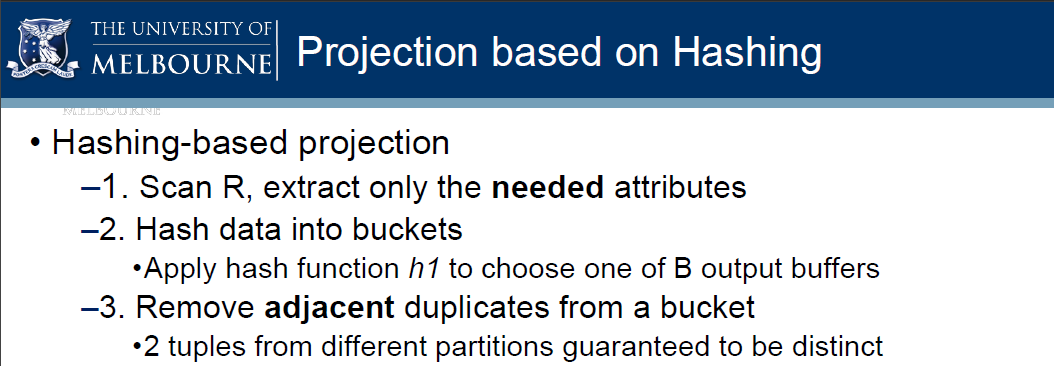 THE UNIVERSITY OF
MELBOURNE
Projection based on Hashing
MELBOURNE
• Hashing-based projection
–1. Scan R, extract only the needed attributes
–2. Hash data into buckets
•Apply hash function h1 to choose one of B output buffers
–3. Remove adjacent duplicates from a bucket
•2 tuples from different partitions guaranteed to be distinct